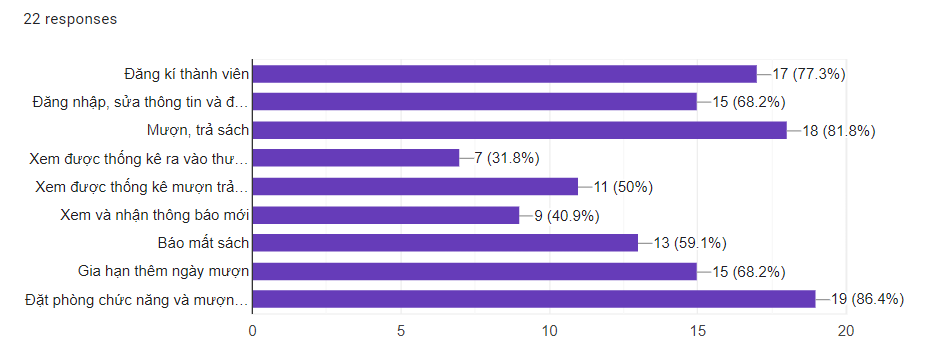 22 responses
Đăng kí thành viên
17 (77.3%)
Đăng nhập, sửa thông tin và đ…
15 (68.2%)
Mượn, trả sách
18 (81.8%)
Xem được thống kê ra vào thư…
7 (31.8%)
Xem được thống kê mượn trả…
11 (50%)
Xem và nhận thông báo mới
9 (40.9%)
Báo mất sách
13 (59.1%)
Gia hạn thêm ngày mượn
15 (68.2%)
Đặt phòng chức năng và mượn…
19 (86.4%)
0 5 10 15 20